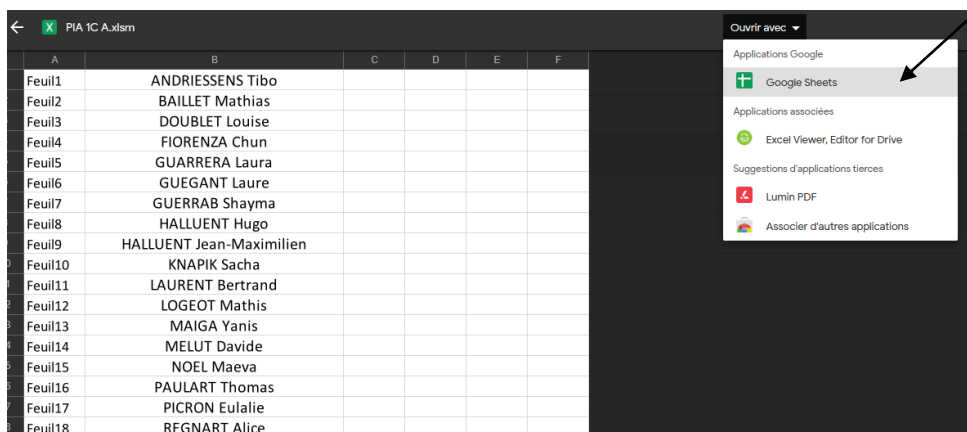 PIA 1C A.xlsm
Ouvrir avec
A B C D E F
Feuil1 ANDRIESSENS Tibo
Feuil2 BAILLET Mathias
Feuil3 DOUBLET Louise
Feuil4 FIORENZA Chun
Feuil5 GUARRERA Laura
Feuil6 GUEGANT Laure
Feuil7 GUERRAB Shayma
Feuil8 HALLUENT Hugo
Feuil9 HALLUENT Jean-Maximilien
Feuil10 KNAPIK Sacha
Feuil11 LAURENT Bertrand
Feuil12 LOGEOT Mathis
Feuil13 MAIGA Yanis
Feuil14 MELUT Davide
Feuil15 NOEL Maeva
Feuil16 PAULART Thomas
Feuil17 PICRON Eulalie
Feuil18 REGNART Alice
Applications Google
Google Sheets
Applications associées
Excel Viewer, Editor for Drive
Suggestions d'applications tierces
Lumin PDF
Associer d'autres applications